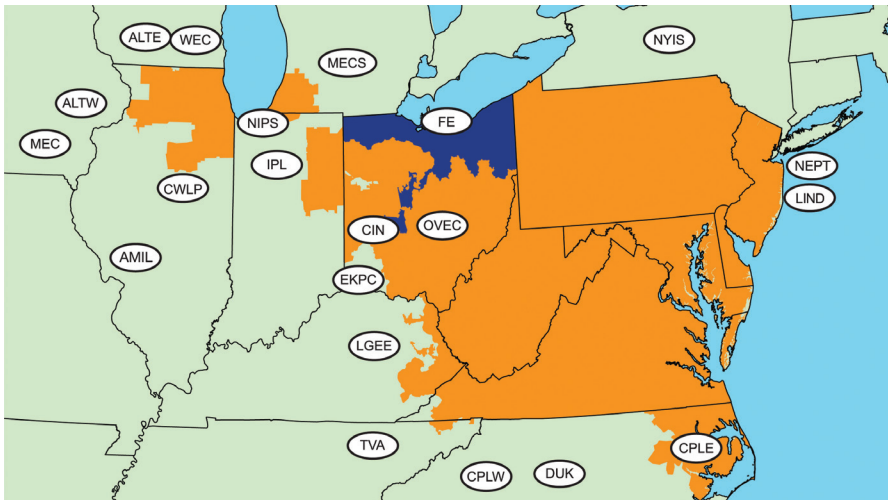 ALTE
WEC
NYIS
MECS
ALTW
NIPS
FE
MEC
IPL
NEPT
CWLP
LIND
CIN
OVEC
AMIL
EKPC
LGEE
TVA
CPLE
CPLW
DUK